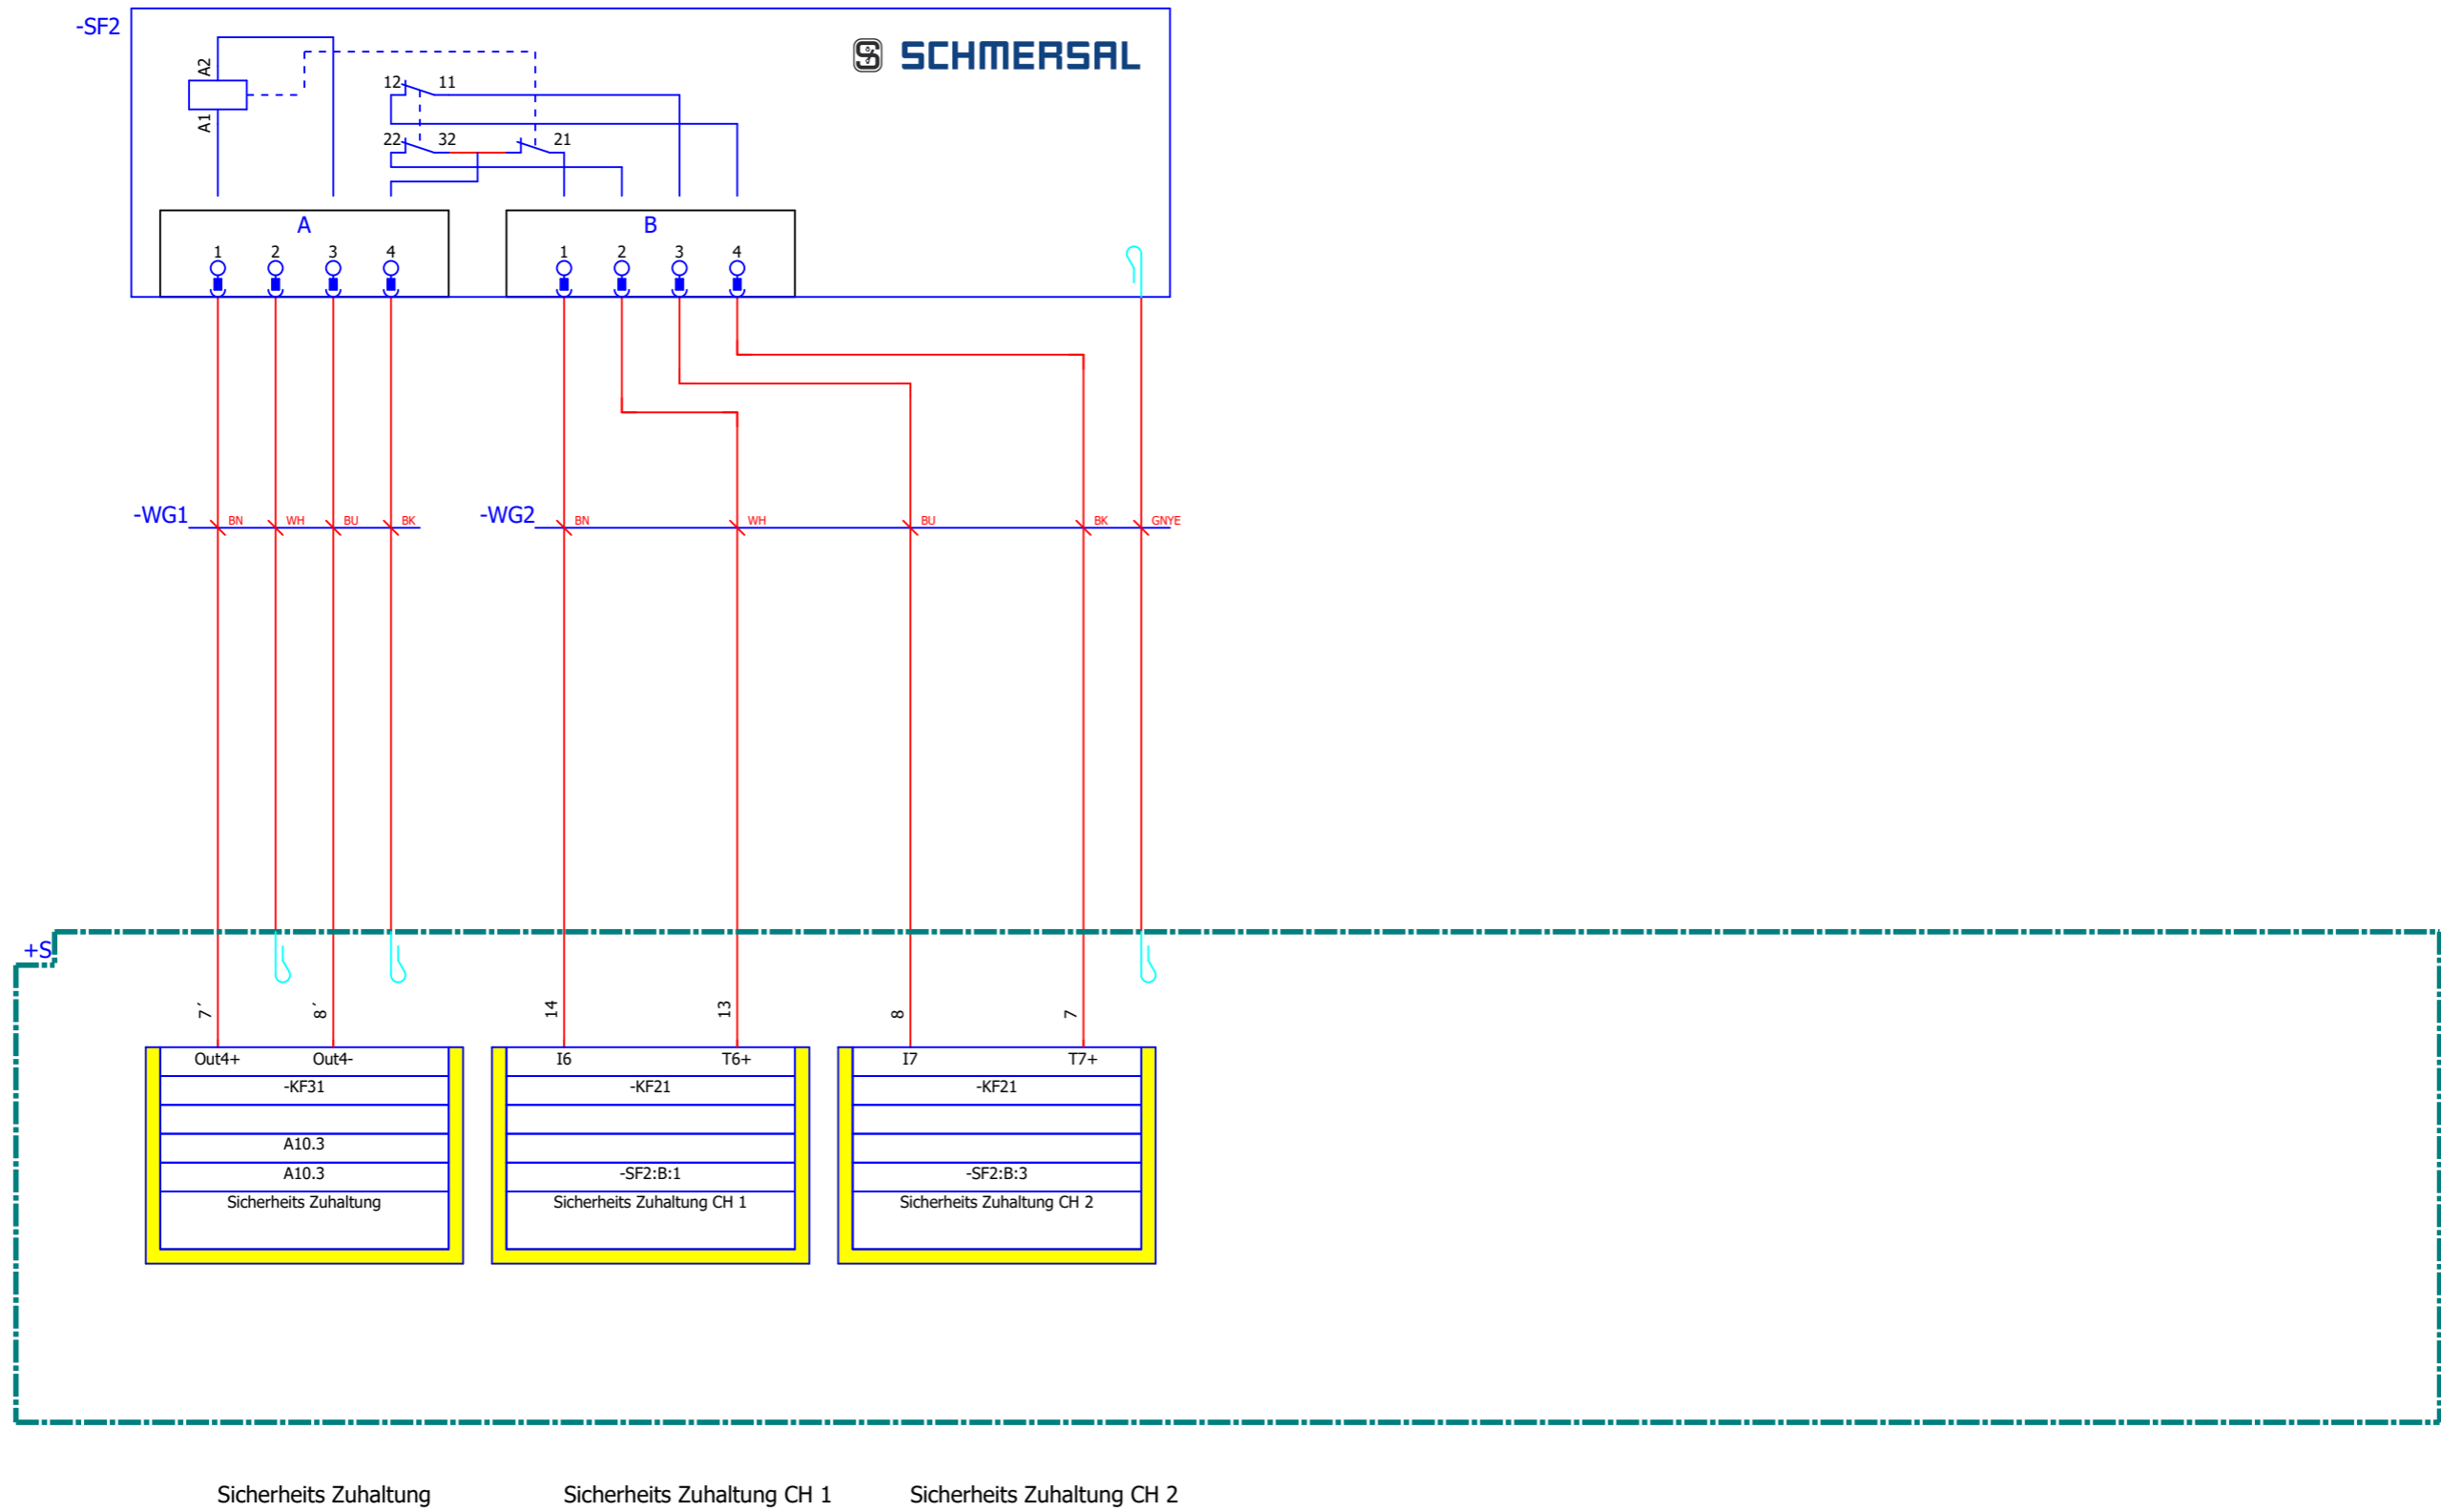 -SF2
SCHMERSAL
A2
A1
12 11
22 32 21
A B
1 2 3 4 1 2 3 4
-WG1 BN WH BU BK -WG2 BN WH BU BK GNYE
+S
7´ 8´ 14 13 8 7
Out4+ Out4- I6 T6+ I7 T7+
-KF31 -KF21 -KF21
A10.3
A10.3 -SF2:B:1 -SF2:B:3
Sicherheits Zuhaltung Sicherheits Zuhaltung CH 1 Sicherheits Zuhaltung CH 2
Sicherheits Zuhaltung Sicherheits Zuhaltung CH 1 Sicherheits Zuhaltung CH 2